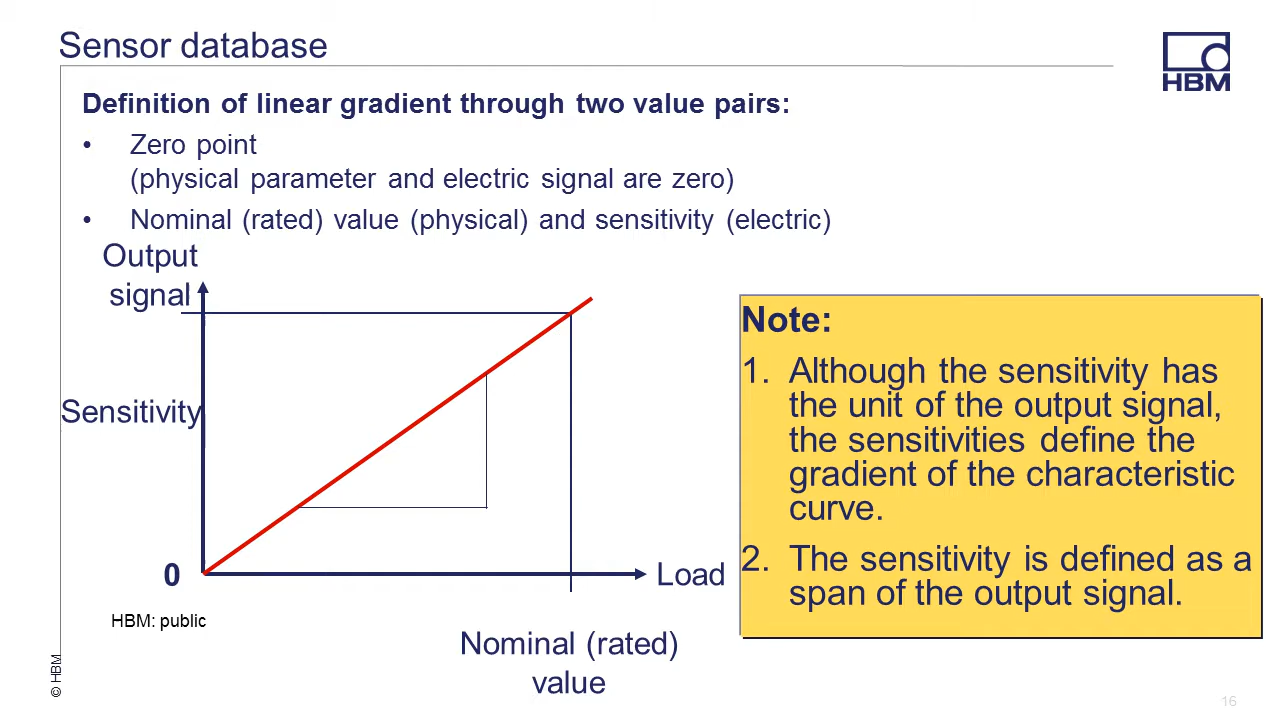 Sensor database
HBM
Definition of linear gradient through two value pairs:
• Zero point
(physical parameter and electric signal are zero)
• Nominal (rated) value (physical) and sensitivity (electric)
Output
signal
Sensitivity
0
Load
HBM: public
Nominal (rated)
value
Note:
1. Although the sensitivity has
the unit of the output signal,
the sensitivities define the
gradient of the characteristic
curve.
2. The sensitivity is defined as a
span of the output signal.
© HBM
16